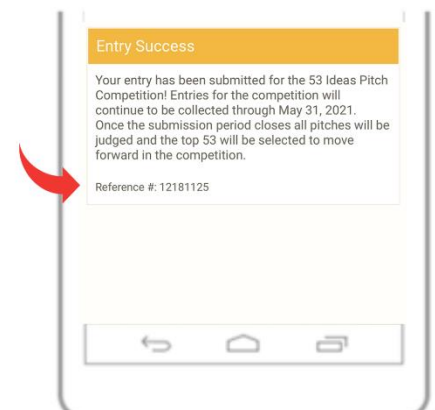 Entry Success
Your entry has been submitted for the 53 Ideas Pitch
Competition! Entries for the competition will
continue to be collected through May 31, 2021.
Once the submission period closes all pitches will be
judged and the top 53 will be selected to move
forward in the competition.
Reference #: 12181125